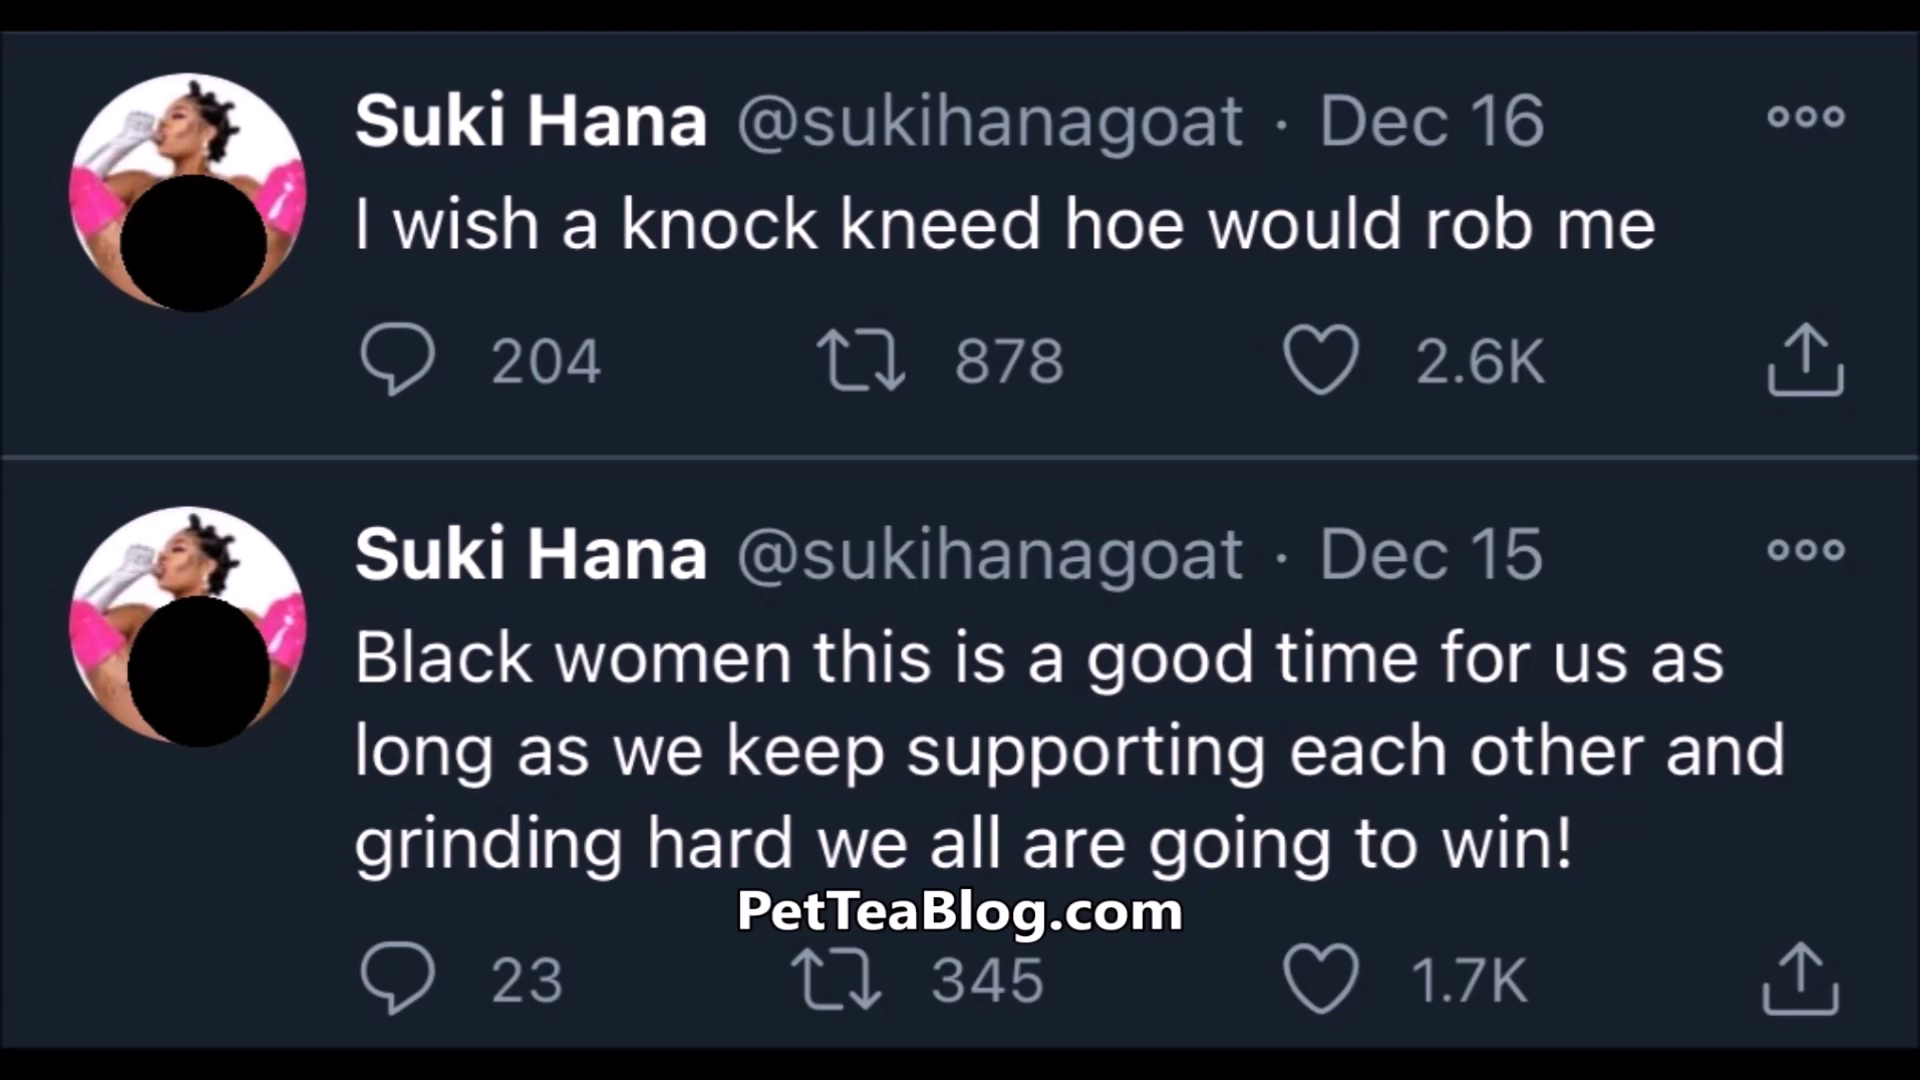 Suki Hana @sukihanagoat · Dec 16
I wish a knock kneed hoe would rob me
204 878 2.6K
Suki Hana @sukihanagoat · Dec 15
Black women this is a good time for us as
long as we keep supporting each other and
grinding hard we all are going to win!
PetTeaBlog.com
23 345 1.7K